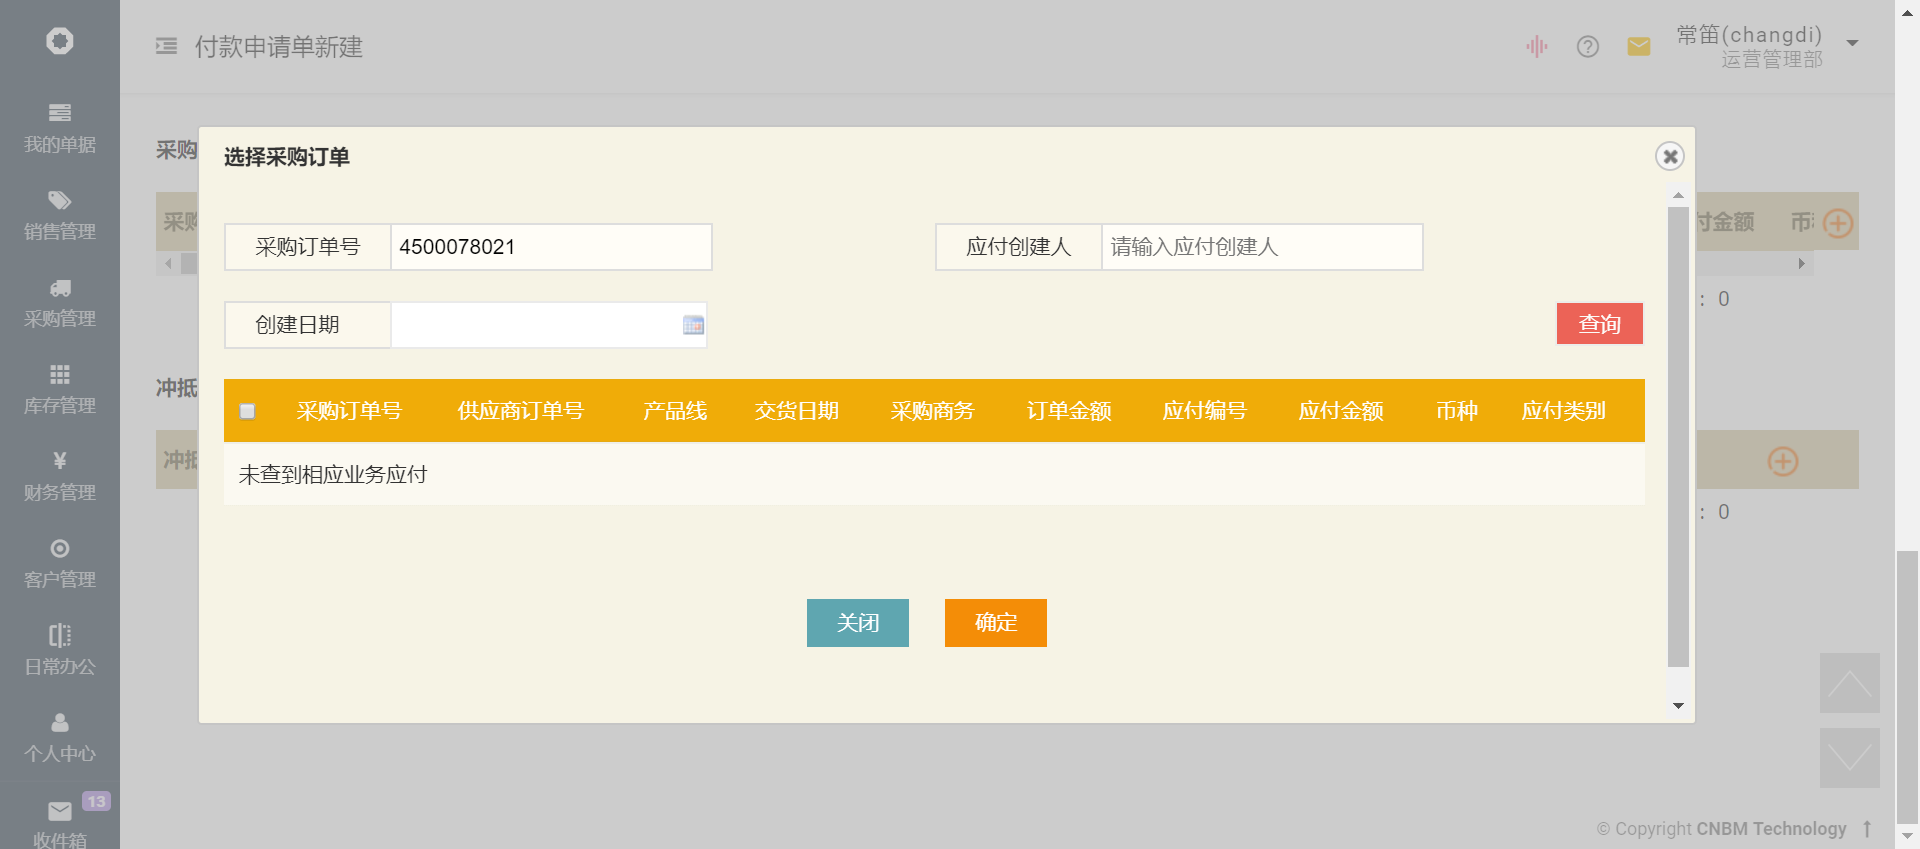 付款申请单新建
常笛(changdi)
运营管理部
我的单据
销售管理
采购管理
库存管理
¥
财务管理
客户管理
日常办公
个人中心
13
收件箱
采购
采购
付金额
币
: 0
冲抵
冲抵
: 0
选择采购订单
采购订单号 4500078021
应付创建人 请输入应付创建人
创建日期
查询
采购订单号 供应商订单号 产品线 交货日期 采购商务 订单金额 应付编号 应付金额 币种 应付类别
未查到相应业务应付
关闭 确定
© Copyright CNBM Technology